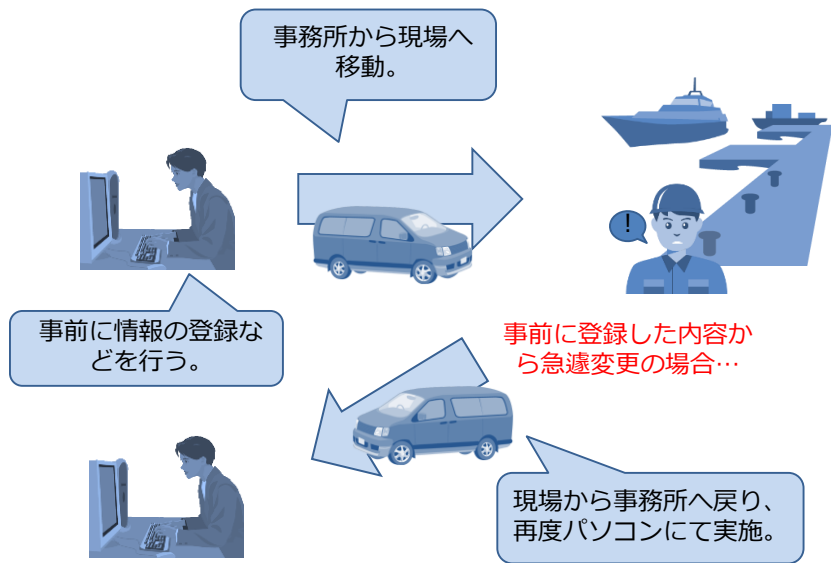 事務所から現場へ
移動。
!
事前に情報の登録な
どを行う。
事前に登録した内容か
ら急遽変更の場合…
現場から事務所へ戻り、
再度パソコンにて実施。